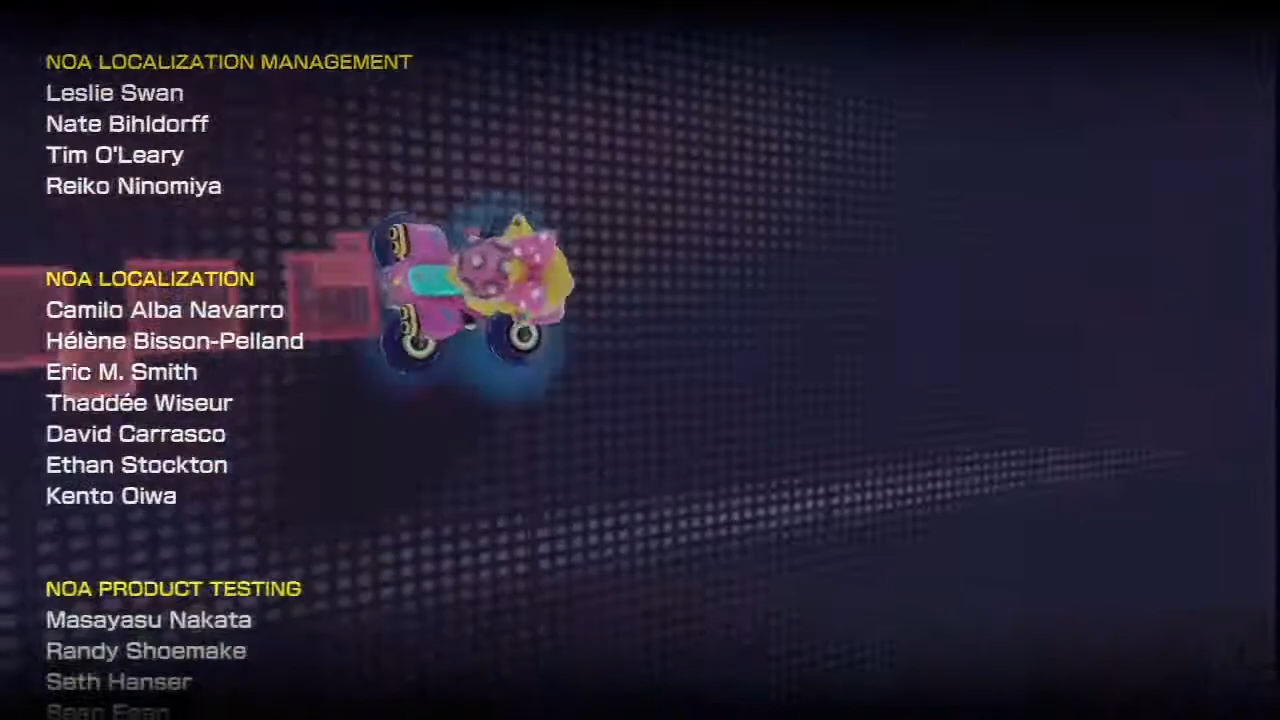 NOA LOCALIZATION MANAGEMENT
Leslie Swan
Nate Bihldorff
Tim O'Leary
Reiko Ninomiya
NOA LOCALIZATION
Camilo Alba Navarro
Hélène Bisson-Pelland
Eric M. Smith
Thaddée Wiseur
David Carrasco
Ethan Stockton
Kento Oiwa
NOA PRODUCT TESTING
Masayasu Nakata
Randy Shoemake
Seth Hanser
Sean Egan